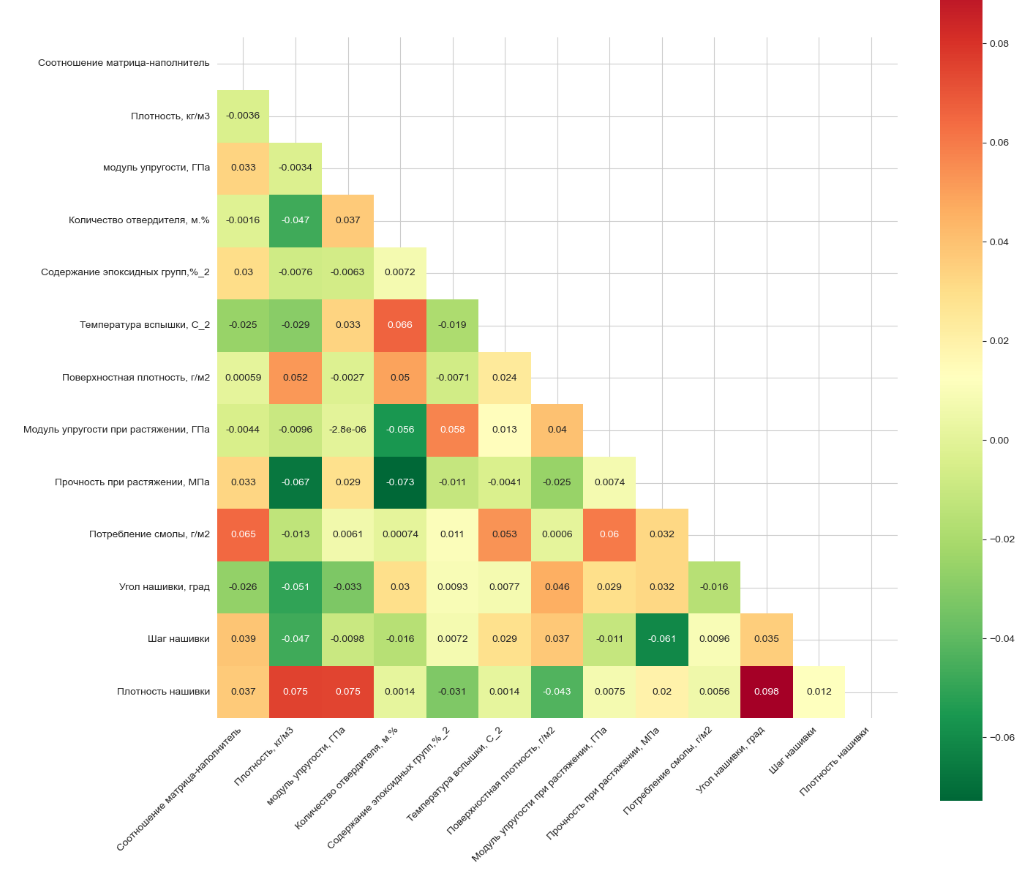 Соотношение матрица-наполнитель
Плотность, кг/м3 -0.0036
модуль упругости, ГПа 0.033 -0.0034
Количество отвердителя, м.% -0.0016 -0.047 0.037
Содержание эпоксидных групп,%_2 0.03 -0.0076 -0.0063 0.0072
Температура вспышки, С_2 -0.025 -0.029 0.033 0.066 -0.019
Поверхностная плотность, г/м2 0.00059 0.052 -0.0027 0.05 -0.0071 0.024
Модуль упругости при растяжении, ГПа -0.0044 -0.0096 -2.8e-06 -0.056 0.058 0.013 0.04
Прочность при растяжении, МПа 0.033 -0.067 0.029 -0.073 -0.011 -0.0041 -0.025 0.0074
Потребление смолы, г/м2 0.065 -0.013 0.0061 0.00074 0.011 0.053 0.0006 0.06 0.032
Угол нашивки, град -0.026 -0.051 -0.033 0.03 0.0093 0.0077 0.046 0.029 0.032 -0.016
Шаг нашивки 0.039 -0.047 -0.0098 -0.016 0.0072 0.029 0.037 -0.011 -0.061 0.0096 0.035
Плотность нашивки 0.037 0.075 0.075 0.0014 -0.031 0.0014 -0.043 0.0075 0.02 0.0056 0.098 0.012
Соотношение матрица-наполнитель
Плотность, кг/м3
модуль упругости, ГПа
Количество отвердителя, м.%
Содержание эпоксидных групп,%_2
Температура вспышки, С_2
Поверхностная плотность, г/м2
Модуль упругости при растяжении, ГПа
Прочность при растяжении, МПа
Потребление смолы, г/м2
Угол нашивки, град
Шаг нашивки
Плотность нашивки
0.08
0.06
0.04
0.02
0.00
−0.02
−0.04
−0.06